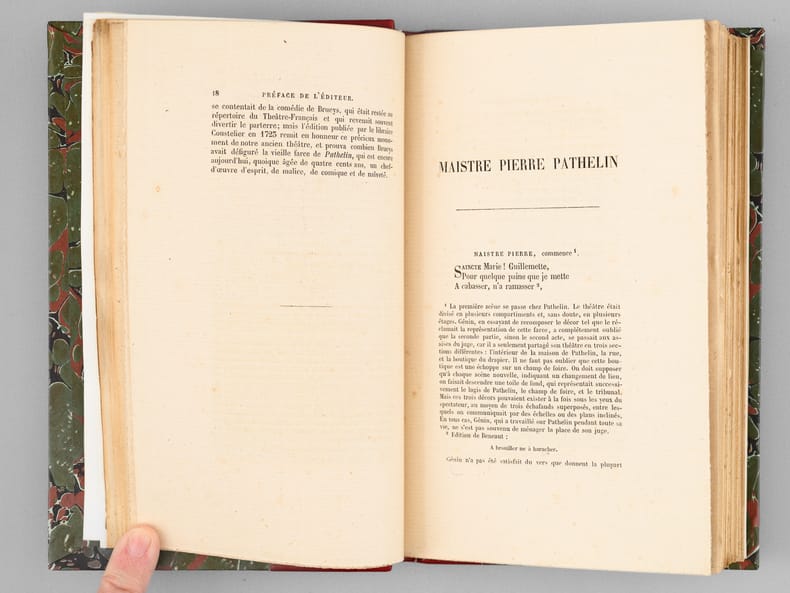 18 PRÉFACE DE L'ÉDITEUR.
se contentait de la comédie de Brueys, qui était restée au
répertoire du Théâtre-Français et qui revenait souvent
divertir le parterre; mais l'édition publiée par le libraire
Coustelier en 1723 remit en honneur ce précieux monu-
ment de notre ancien théâtre, et prouva combien Brueys
avait défiguré la vieille farce de Pathelin, qui est encore
aujourd'hui, quoique âgée de quatre cents ans, un chef-
d'œuvre d'esprit, de malice, de comique et de naïveté.
MAISTRE PIERRE PATHELIN
MAISTRE PIERRE, commence 1.
SAINCTE Marie! Guillemette,
Pour quelque paine que je mette
A cabasser, n'a ramasser 2,
1 La première scène se passe chez Pathelin. Le théâtre était
divisé en plusieurs compartiments et, sans doute, en plusieurs
étages. Génin, en essayant de recomposer le décor tel que le ré-
clamait la représentation de cette farce, a complétement oublié
que la seconde partie, sinon le second acte, se passait aux as-
sises du juge, car il a seulement partagé son théâtre en trois sec-
tions différentes: l'intérieur de la maison de Pathelin, la rue,
et la boutique du drapier. Il ne faut pas oublier que cette bou-
tique est une échoppe sur un champ de foire. On doit supposer
qu'à chaque scène nouvelle, indiquant un changement de lieu,
on faisait descendre une toile de fond, qui représentait successi-
vement le logis de Pathelin, le champ de foire, et le tribunal.
Mais ces trois décors pouvaient exister à la fois sous les yeux du
spectateur, au moyen de trois échafauds superposés, entre les-
quels on communiquait par des échelles ou des plans inclinés.
En tous cas, Génin, qui a travaillé sur Pathelin pendant toute sa
vie, ne s'est pas souvenu de ménager la place de son juge.
2 Edition de Beneaut:
A brouiller ne à baracher.
Génin n'a pas été satisfait du vers que donnent la plupart